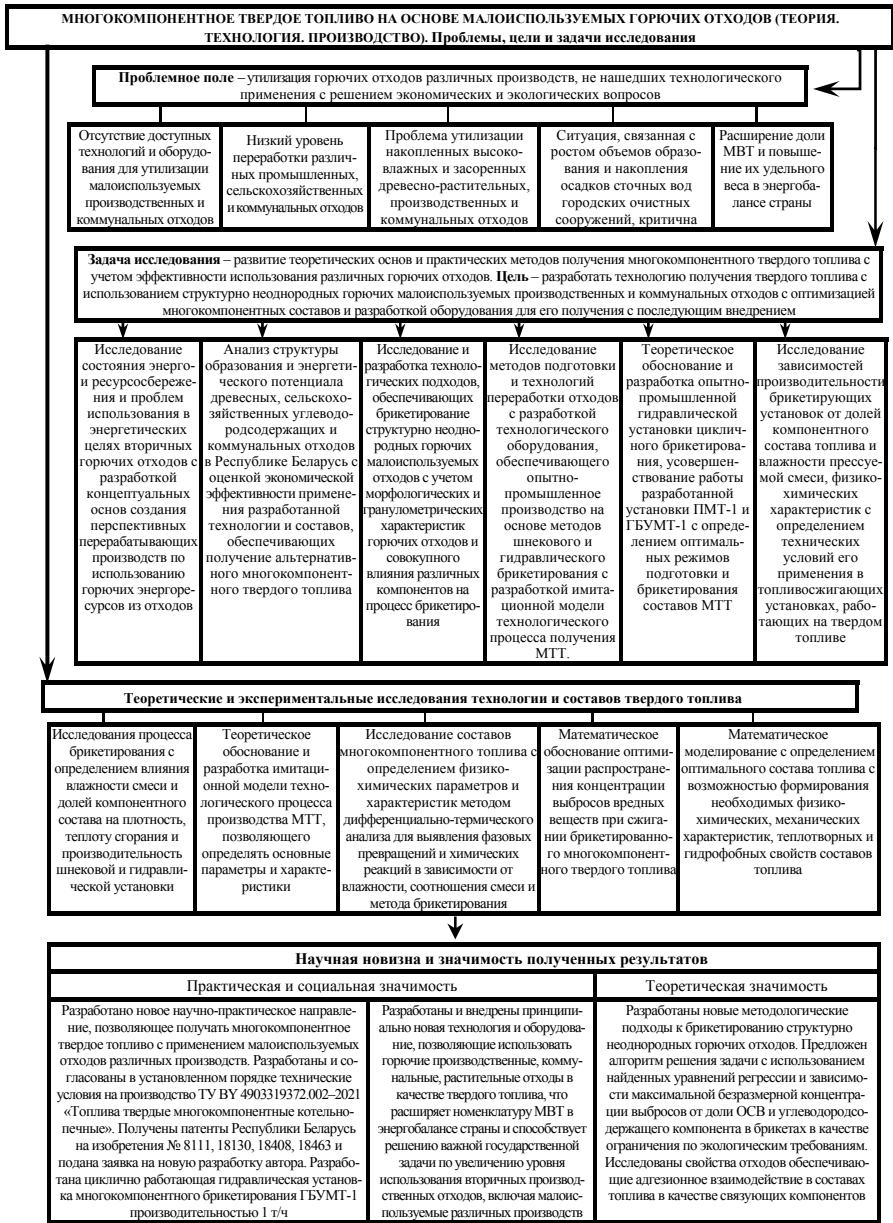 МНОГОКОМПОНЕНТНОЕ ТВЕРДОЕ ТОПЛИВО НА ОСНОВЕ МАЛОИСПОЛЬЗУЕМЫХ ГОРЮЧИХ ОТХОДОВ (ТЕОРИЯ.
ТЕХНОЛОГИЯ. ПРОИЗВОДСТВО). Проблемы, цели и задачи исследования
Проблемное поле – утилизация горючих отходов различных производств, не нашедших технологического
применения с решением экономических и экологических вопросов
Отсутствие доступных
технологий и оборудо-
вания для утилизации
малоиспользуемых
производственных и
коммунальных отходов
Низкий уровень
переработки различ-
ных промышленных,
сельскохозяйственных
и коммунальных отходов
Проблема утилизации
накопленных высоко-
влажных и засоренных
древесно-растительных,
производственных и
коммунальных отходов
Ситуация, связанная с
ростом объемов образо-
вания и накопления
осадков сточных вод
городских очистных
сооружений, критична
Расширение доли
МВТ и повыше-
ние их удельного
веса в энергоба-
лансе страны
Задача исследования – развитие теоретических основ и практических методов получения многокомпонентного твердого топлива с
учетом эффективности использования различных горючих отходов. Цель – разработать технологию получения твердого топлива с
использованием структурно неоднородных горючих малоиспользуемых производственных и коммунальных отходов с оптимизацией
многокомпонентных составов и разработкой оборудования для его получения с последующим внедрением
Исследование
состояния энерго-
и ресурсосбереже-
ния и проблем
использования в
энергетических
целях вторичных
горючих отходов с
разработкой
концептуальных
основ создания
перспективных
перерабатывающих
производств по
использованию
горючих энергоре-
сурсов из отходов
Анализ структуры
образования и энергети-
ческого потенциала
древесных, сельскохо-
зяйственных углеводо-
родсодержащих и
коммунальных отходов
в Республике Беларусь с
оценкой экономической
эффективности примене-
ния разработанной
технологии и составов,
обеспечивающих
получение альтернатив-
ного многокомпонент-
ного твердого топлива
Исследование и
разработка техноло-
гических подходов,
обеспечивающих
брикетирование
структурно неодно-
родных горючих
малоиспользуемых
отходов с учетом
морфологических и
гранулометрических
характеристик
горючих отходов и
совокупного
влияния различных
компонентов на
процесс брикетиро-
вания
Исследование
методов подготовки
и технологий
переработки отходов
с разработкой
технологического
оборудования,
обеспечивающего
опытно-
промышленное
производство на
основе методов
шнекового и
гидравлического
брикетирования с
разработкой имита-
ционной модели
технологического
процесса получения
МТТ.
Теоретическое
обоснование и
разработка опытно-
промышленной
гидравлической
установки циклич-
ного брикетирова-
ния, усовершен-
ствование работы
разработанной
установки ПМТ-1 и
ГБУМТ-1 с опреде-
лением оптималь-
ных режимов
подготовки и
брикетирования
составов МТТ
Исследование
зависимостей
производительности
брикетирующих
установок от долей
компонентного
состава топлива и
влажности прессуе-
мой смеси, физико-
химических
характеристик с
определением
технических
условий его
применения в
топливосжигающих
установках, рабо-
тающих на твердом
топливе
Теоретические и экспериментальные исследования технологии и составов твердого топлива
Исследования процесса
брикетирования с
определением влияния
влажности смеси и
долей компонентного
состава на плотность,
теплоту сгорания и
производительность
шнековой и гидравли-
ческой установки
Теоретическое
обоснование и
разработка имитаци-
онной модели техно-
логического процесса
производства МТТ,
позволяющего
определять основные
параметры и характе-
ристики
Исследование составов
многокомпонентного топлива с
определением физико-
химических параметров и
характеристик методом
дифференциально-термического
анализа для выявления фазовых
превращений и химических
реакций в зависимости от
влажности, соотношения смеси и
метода брикетирования
Математическое
обоснование оптими-
зации распростране-
ния концентрации
выбросов вредных
веществ при сжига-
нии брикетированно-
го многокомпонент-
ного твердого топлива
Математическое
моделирование с определением
оптимального состава топлива с
возможностью формирования
необходимых физико-
химических, механических
характеристик, теплотворных и
гидрофобных свойств составов
топлива
Научная новизна и значимость полученных результатов
Практическая и социальная значимость
Теоретическая значимость
Разработано новое научно-практическое направле-
ние, позволяющее получать многокомпонентное
твердое топливо с применением малоиспользуемых
отходов различных производств. Разработаны и со-
гласованы в установленном порядке технические
условия на производство ТУ BY 4903319372.002–2021
«Топлива твердые многокомпонентные котельно-
печные». Получены патенты Республики Беларусь
на изобретения № 8111, 18130, 18408, 18463 и
подана заявка на новую разработку автора. Разрабо-
тана циклично работающая гидравлическая установ-
ка многокомпонентного брикетирования ГБУМТ-1
производительностью 1 т/ч
Разработаны и внедрены принципи-
ально новая технология и оборудова-
ние, позволяющие использовать
горючие производственные, комму-
нальные, растительные отходы в
качестве твердого топлива, что
расширяет номенклатуру МВТ в
энергобалансе страны и способствует
решению важной государственной
задачи по увеличению уровня
использования вторичных производ-
ственных отходов, включая малоис-
пользуемые различных производств
Разработаны новые методологические
подходы к брикетированию структурно
неоднородных горючих отходов. Предложен
алгоритм решения задачи с использованием
найденных уравнений регрессии и зависимо-
сти максимальной безразмерной концентра-
ции выбросов от доли ОСВ и углеводородсо-
держащего компонента в брикетах в качестве
ограничения по экологическим требованиям.
Исследованы свойства отходов обеспечиваю-
щие адгезионное взаимодействие в составах
топлива в качестве связующих компонентов